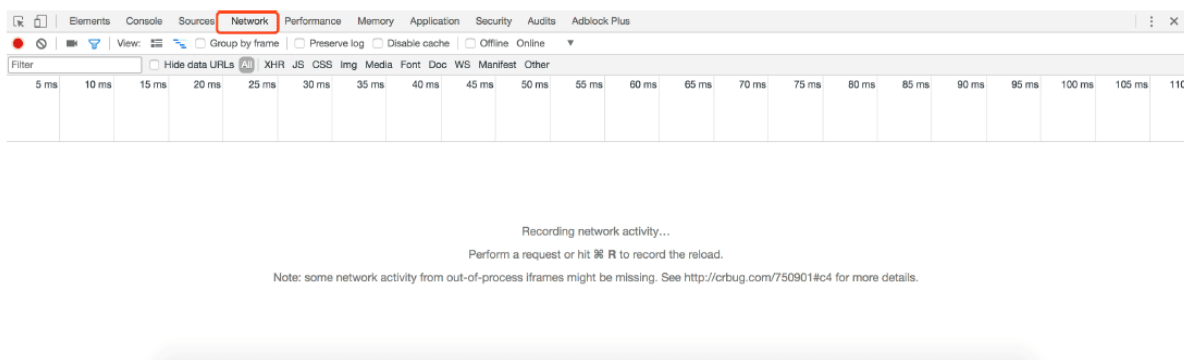 Elements Console Sources Network Performance Memory Application Security Audits Adblock Plus
View: Group by frame Preserve log Disable cache Offline Online
Filter Hide data URLs All XHR JS CSS Img Media Font Doc WS Manifest Other
5 ms 10 ms 15 ms 20 ms 25 ms 30 ms 35 ms 40 ms 45 ms 50 ms 55 ms 60 ms 65 ms 70 ms 75 ms 80 ms 85 ms 90 ms 95 ms 100 ms 105 ms 110
Recording network activity...
Perform a request or hit ⌘ R to record the reload.
Note: some network activity from out-of-process iframes might be missing. See http://crbug.com/750901#c4 for more details.